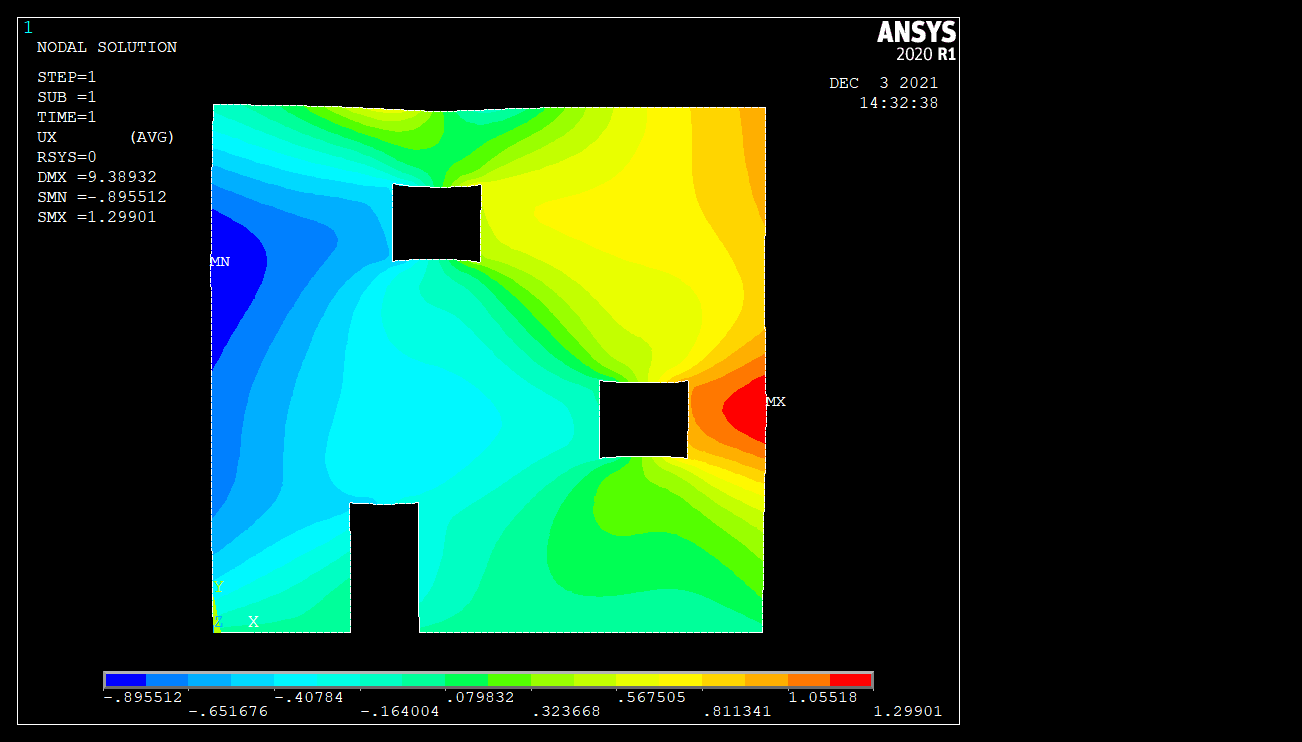 1
NODAL SOLUTION
STEP=1
SUB =1
TIME=1
UX (AVG)
RSYS=0
DMX =9.38932
SMN =-.895512
SMX =1.29901
ANSYS
2020 R1
DEC 3 2021
14:32:38
MN
MX
Y
Z X
-.895512 -.40784 .079832 .567505 1.05518
-.651676 -.164004 .323668 .811341 1.29901